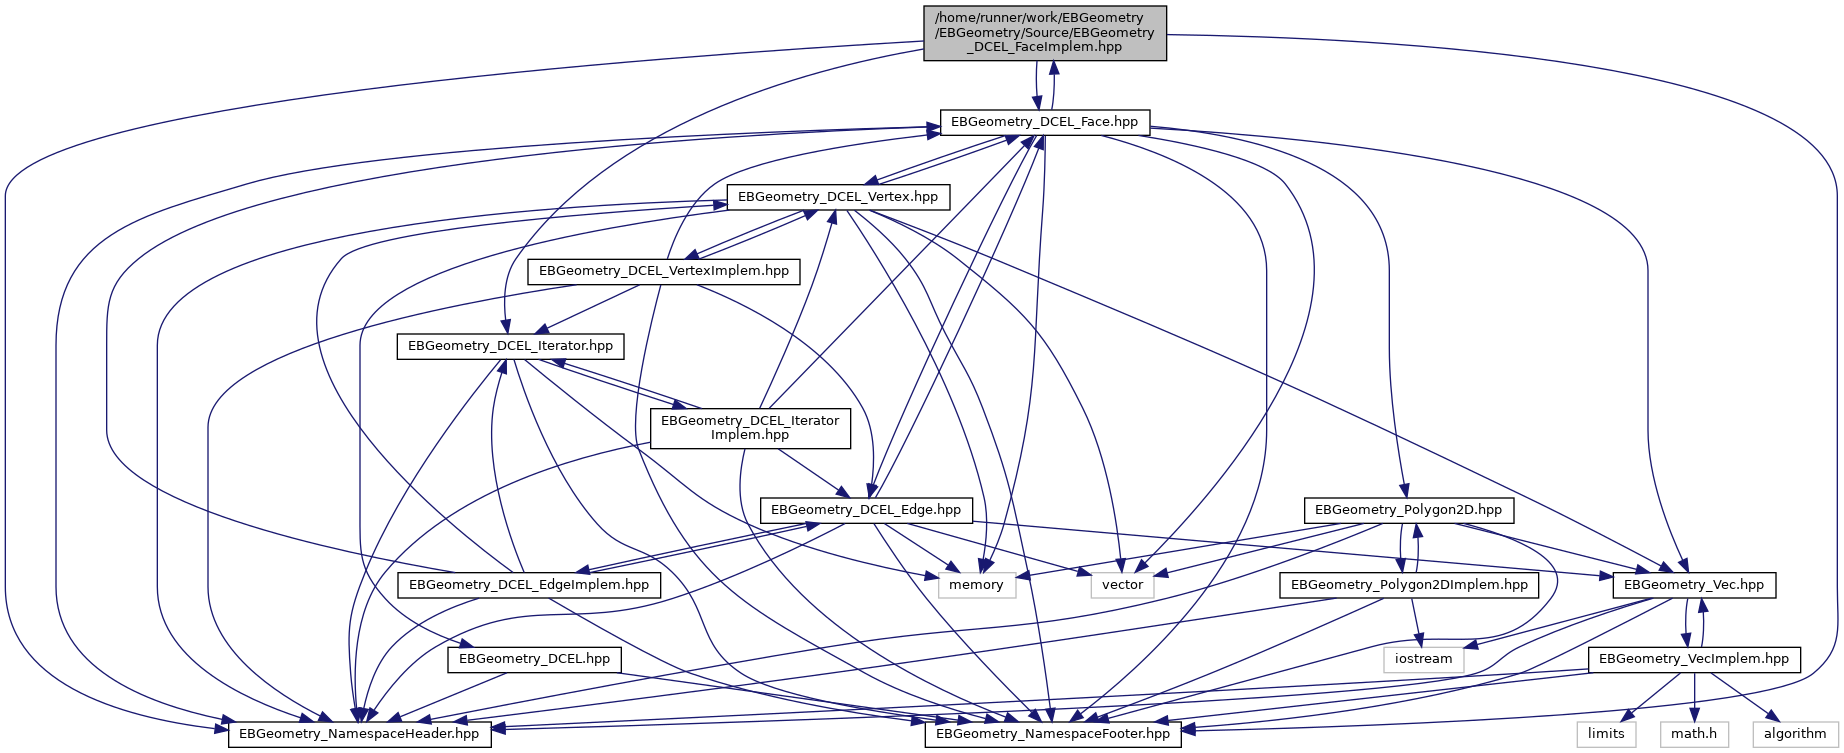 /home/runner/work/EBGeometry
/EBGeometry/Source/EBGeometry
_DCEL_FaceImplem.hpp
EBGeometry_DCEL_Face.hpp
EBGeometry_DCEL_Vertex.hpp
EBGeometry_DCEL_VertexImplem.hpp
EBGeometry_DCEL_Iterator.hpp
EBGeometry_DCEL_Iterator
Implem.hpp
EBGeometry_DCEL_Edge.hpp
EBGeometry_Polygon2D.hpp
EBGeometry_DCEL_EdgeImplem.hpp
memory
vector
EBGeometry_Polygon2DImplem.hpp
EBGeometry_Vec.hpp
EBGeometry_DCEL.hpp
iostream
EBGeometry_VecImplem.hpp
EBGeometry_NamespaceHeader.hpp
EBGeometry_NamespaceFooter.hpp
limits
math.h
algorithm